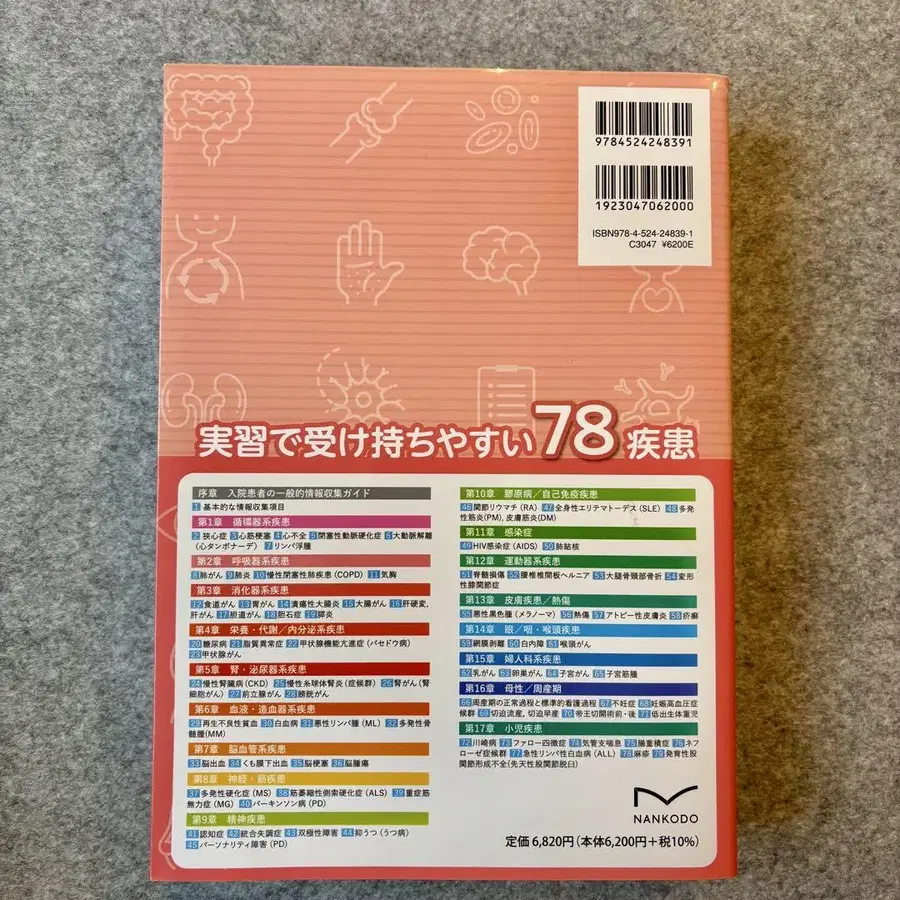 9784524248391
1923047062000
ISBN978-4-524-24839-1
C3047 ¥6200E
実習で受け持ちやすい78疾患
序章 入院患者の一般的情報収集ガイド
1 基本的な情報収集項目
第1章 循環器系疾患
2 狭心症 3 心筋梗塞 4 心不全 5 閉塞性動脈硬化症 6 大動脈解離
(心タンポナーデ) 7 リンパ浮腫
第2章 呼吸器系疾患
8 肺がん 9 肺炎 10 慢性閉塞性肺疾患(COPD) 11 気胸
第3章 消化器系疾患
12 食道がん 13 胃がん 14 潰瘍性大腸炎 15 大腸がん 16 肝硬変,
肝がん 17 胆道がん 18 胆石症 19 膵炎
第4章 栄養・代謝/内分泌系疾患
20 糖尿病 21 脂質異常症 22 甲状腺機能亢進症(バセドウ病)
23 甲状腺がん
第5章 腎・泌尿器系疾患
24 慢性腎臓病(CKD) 25 慢性糸球体腎炎(症候群) 26 腎がん(腎
細胞がん) 27 前立腺がん 28 膀胱がん
第6章 血液・造血器系疾患
29 再生不良性貧血 30 白血病 31 悪性リンパ腫(ML) 32 多発性骨
髄腫(MM)
第7章 脳血管系疾患
33 脳出血 34 くも膜下出血 35 脳梗塞 36 脳腫瘍
第8章 神経・筋疾患
37 多発性硬化症(MS) 38 筋萎縮性側索硬化症(ALS) 39 重症筋
無力症(MG) 40 パーキンソン病(PD)
第9章 精神疾患
41 認知症 42 統合失調症 43 双極性障害 44 抑うつ(うつ病)
45 パーソナリティ障害(PD)
第10章 膠原病/自己免疫疾患
46 関節リウマチ(RA) 47 全身性エリテマトーデス(SLE) 48 多発
性筋炎(PM), 皮膚筋炎(DM)
第11章 感染症
49 HIV感染症(AIDS) 50 肺結核
第12章 運動器系疾患
51 脊髄損傷 52 腰椎椎間板ヘルニア 53 大腿骨頸部骨折 54 変形
性膝関節症
第13章 皮膚疾患/熱傷
55 悪性黒色腫(メラノーマ) 56 熱傷 57 アトピー性皮膚炎 58 疥癬
第14章 眼/咽・喉頭疾患
59 網膜剥離 60 白内障 61 喉頭がん
第15章 婦人科系疾患
62 乳がん 63 卵巣がん 64 子宮がん 65 子宮筋腫
第16章 母性/周産期
66 周産期の正常過程と標準的看護過程 67 不妊症 68 妊娠高血圧症
候群 69 切迫流産, 切迫早産 70 帝王切開術前・後 71 低出生体重児
第17章 小児疾患
72 川崎病 73 ファロー四徴症 74 気管支喘息 75 腸重積症 76 ネフ
ローゼ症候群 77 急性リンパ性白血病(ALL) 78 麻疹 79 発育性股
関節形成不全(先天性股関節脱臼)
NANKODO
定価 6,820円(本体6,200円+税10%)